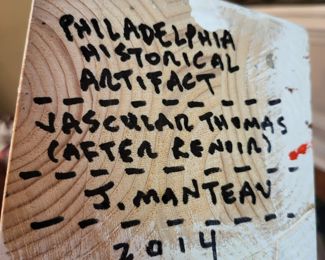 PHILADELPHIA
HISTORICAL
ARTIFACT
VASCULAR THOMAS
(AFTER RENOIR)
J. MANTEAU
2014